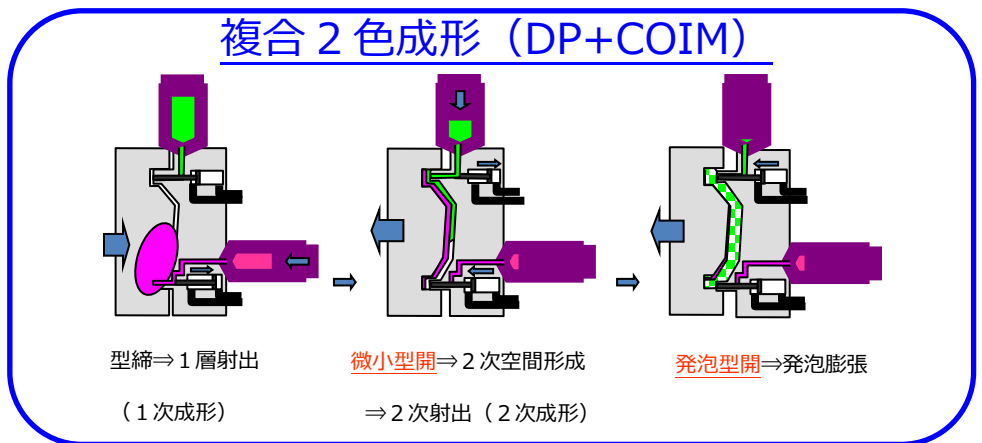 複合２色成形（DP+COIM）
型締⇒１層射出
（１次成形）
微小型開⇒２次空間形成
⇒２次射出（２次成形）
発泡型開⇒発泡膨張